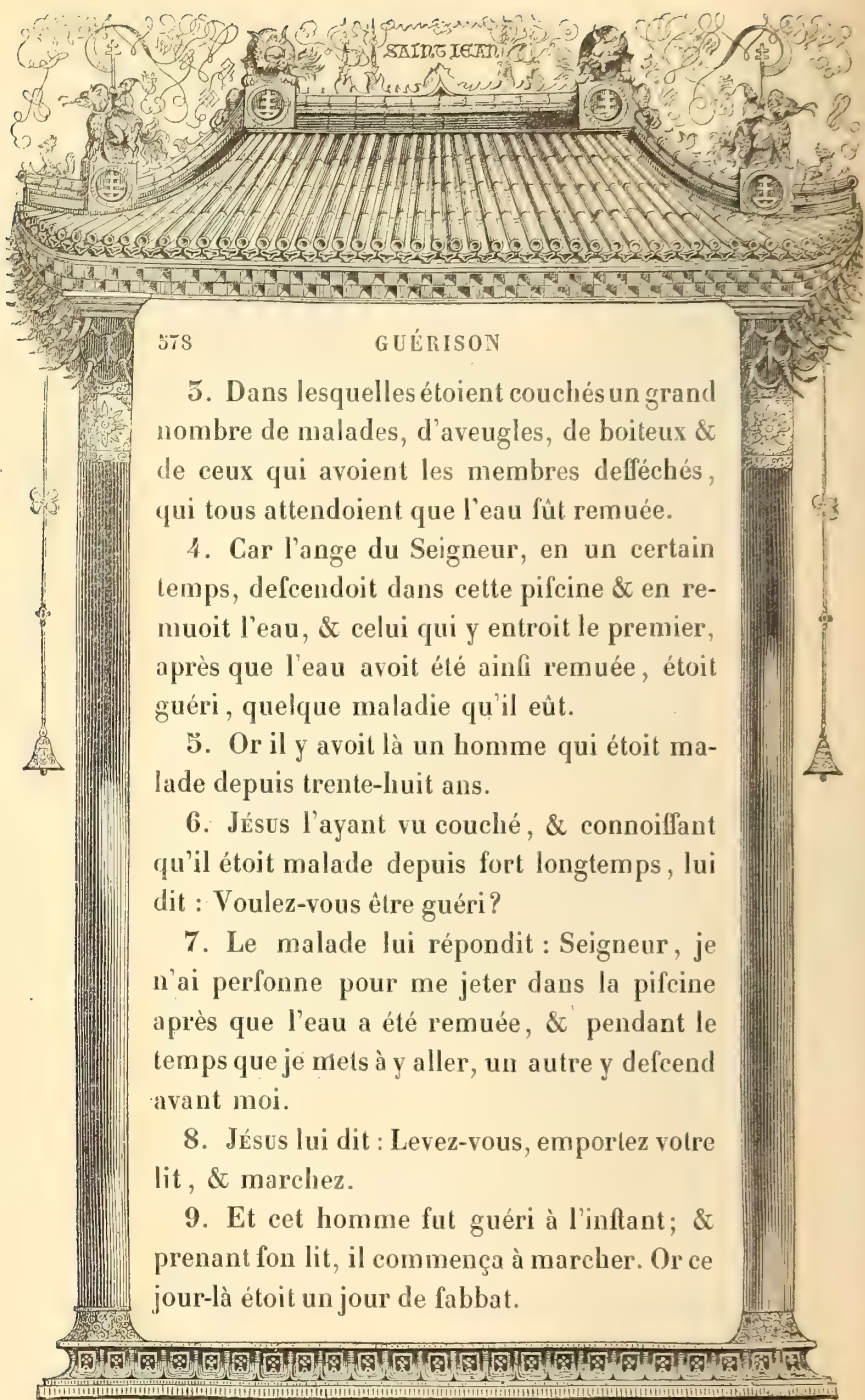 SAINT IEAN
578 GUÉRISON
3. Dans lesquelles étoient couchés un grand
nombre de malades, d'aveugles, de boiteux &
de ceux qui avoient les membres deſſéchés,
qui tous attendoient que l'eau fût remuée.
4. Car l'ange du Seigneur, en un certain
temps, deſcendoit dans cette piſcine & en re-
muoit l'eau, & celui qui y entroit le premier,
après que l'eau avoit été ainſi remuée, étoit
guéri, quelque maladie qu'il eût.
5. Or il y avoit là un homme qui étoit ma-
lade depuis trente-huit ans.
6. JÉSUS l'ayant vu couché, & connoiſſant
qu'il étoit malade depuis fort longtemps, lui
dit : Voulez-vous être guéri?
7. Le malade lui répondit : Seigneur, je
n'ai perſonne pour me jeter dans la piſcine
après que l'eau a été remuée, & pendant le
temps que je mets à y aller, un autre y deſcend
avant moi.
8. JÉSUS lui dit : Levez-vous, emportez votre
lit, & marchez.
9. Et cet homme fut guéri à l'inſtant; &
prenant ſon lit, il commença à marcher. Or ce
jour-là étoit un jour de ſabbat.